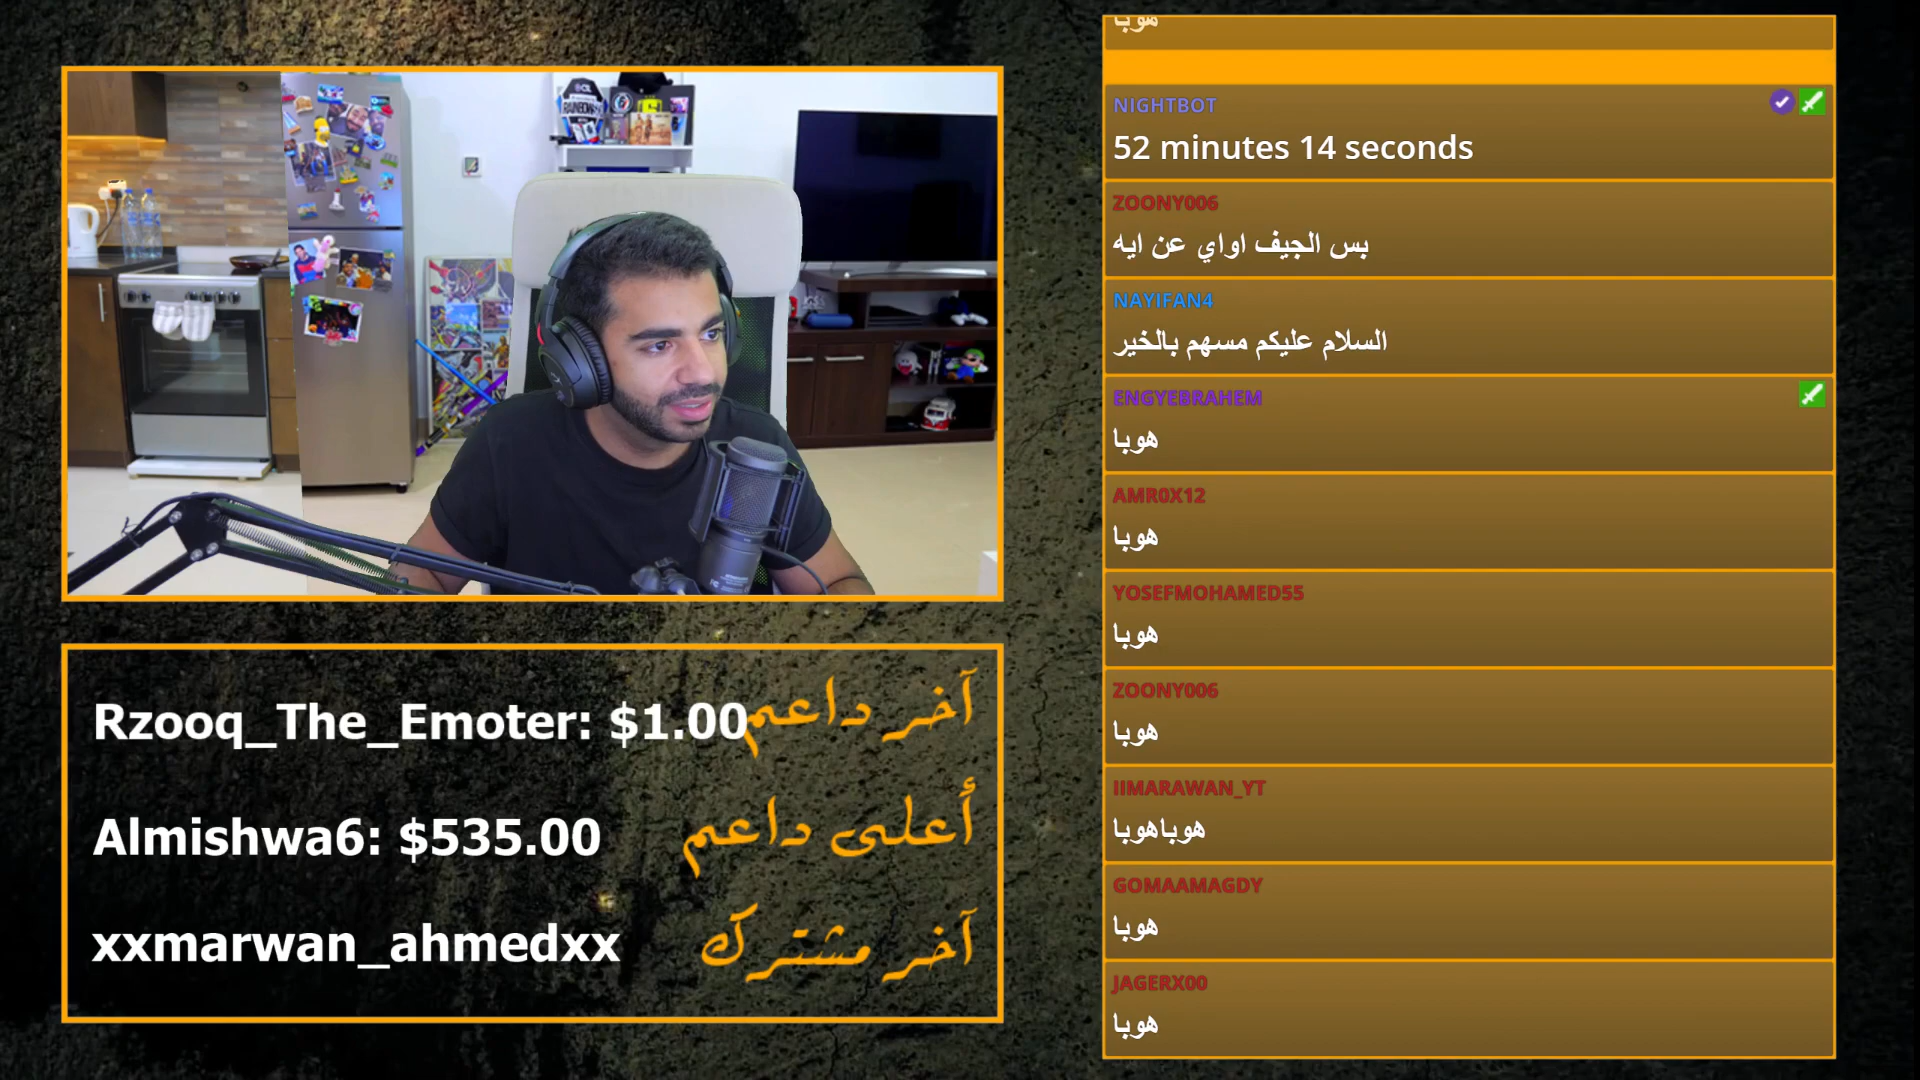 RAINBOW
Rzooq_The_Emoter: $1.00
آخر داعم
Almishwa6: $535.00
أعلى داعم
xxmarwan_ahmedxx
آخر مشترك
هوبا
NIGHTBOT
52 minutes 14 seconds
ZOONY006
بس الجيف اواي عن ايه
NAYIFAN4
السلام عليكم مسهم بالخير
ENGYEBRAHEM
هوبا
AMR0X12
هوبا
YOSEFMOHAMED55
هوبا
ZOONY006
هوبا
IIMARAWAN_YT
هوباهوبا
GOMAAMAGDY
هوبا
JAGERX00
هوبا